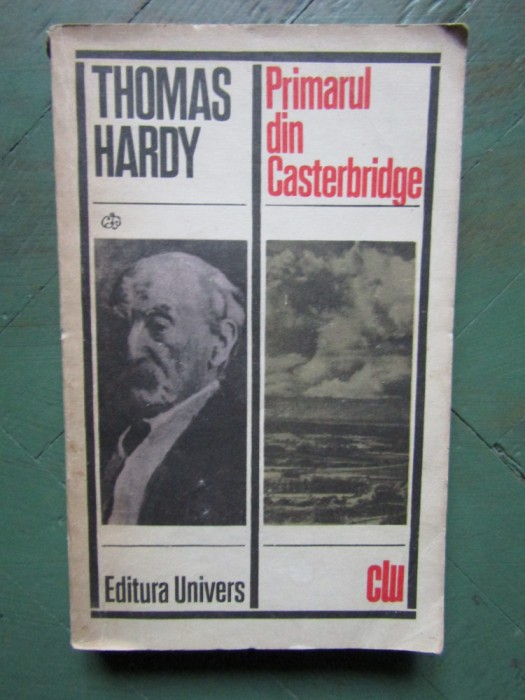 THOMAS
HARDY
Primarul
din
Casterbridge
Editura Univers
clu